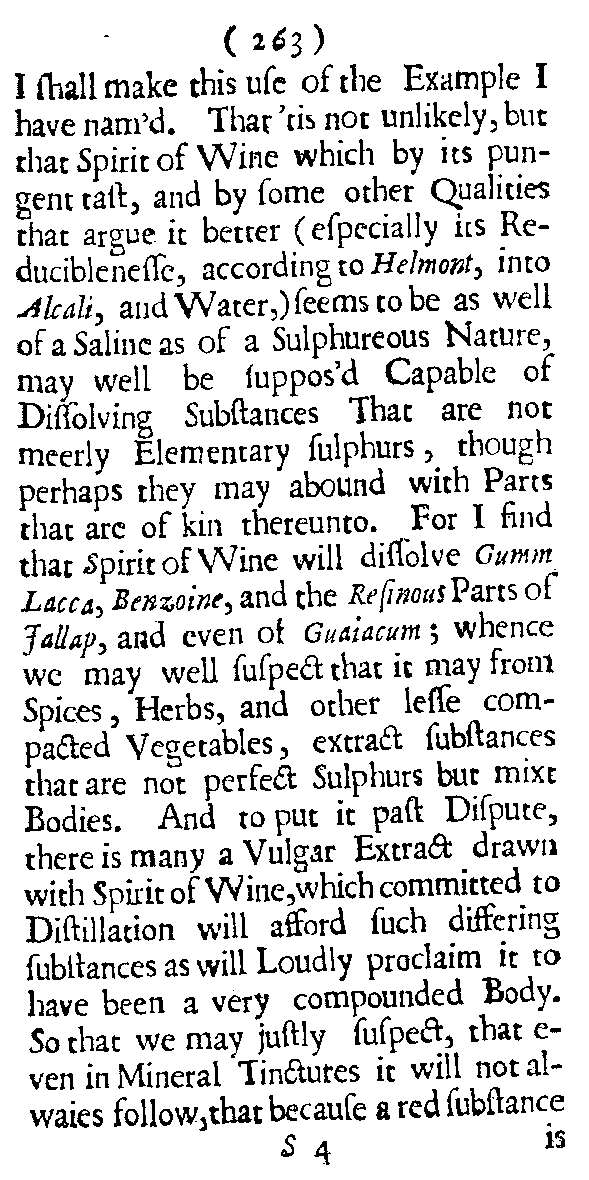 ( 263 )
I ſhall make this uſe of the Example I
have nam'd. That 'tis not unlikely, but
that Spirit of Wine which by its pun-
gent taſt, and by ſome other Qualities
that argue it better (eſpecially its Re-
ducibleneſſe, according to Helmont, into
Alcali, and Water,) ſeems to be as well
of a Saline as of a Sulphureous Nature,
may well be ſuppos'd Capable of
Diſſolving Subſtances That are not
meerly Elementary ſulphurs, though
perhaps they may abound with Parts
that are of kin thereunto. For I find
that Spirit of Wine will diſſolve Gumm
Lacca, Benzoine, and the Reſinous Parts of
Jallap, and even of Guaiacum; whence
we may well ſuſpect that it may from
Spices, Herbs, and other leſſe com-
pacted Vegetables, extract ſubſtances
that are not perfect Sulphurs but mixt
Bodies. And to put it paſt Diſpute,
there is many a Vulgar Extract drawn
with Spirit of Wine, which committed to
Diſtillation will afford ſuch differing
ſubſtances as will Loudly proclaim it to
have been a very compounded Body.
So that we may juſtly ſuſpect, that e-
ven in Mineral Tinctures it will not al-
waies follow, that becauſe a red ſubſtance
S 4 is